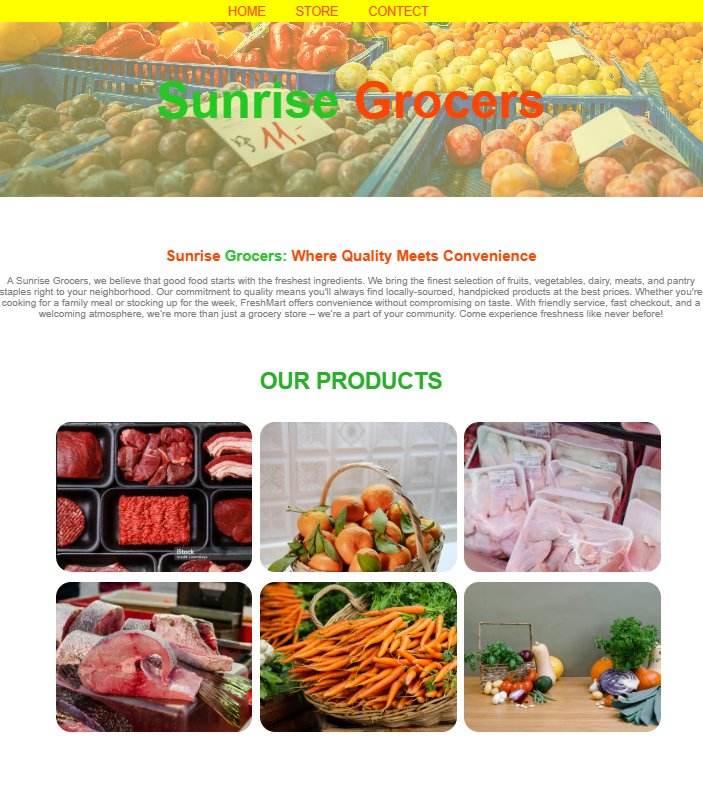 HOME STORE CONTECT
Sunrise Grocers
11,-
Sunrise Grocers: Where Quality Meets Convenience
A Sunrise Grocers, we believe that good food starts with the freshest ingredients. We bring the finest selection of fruits, vegetables, dairy, meats, and pantry
staples right to your neighborhood. Our commitment to quality means you'll always find locally-sourced, handpicked products at the best prices. Whether you're
cooking for a family meal or stocking up for the week, FreshMart offers convenience without compromising on taste. With friendly service, fast checkout, and a
welcoming atmosphere, we're more than just a grocery store – we're a part of your community. Come experience freshness like never before!
OUR PRODUCTS
iStock